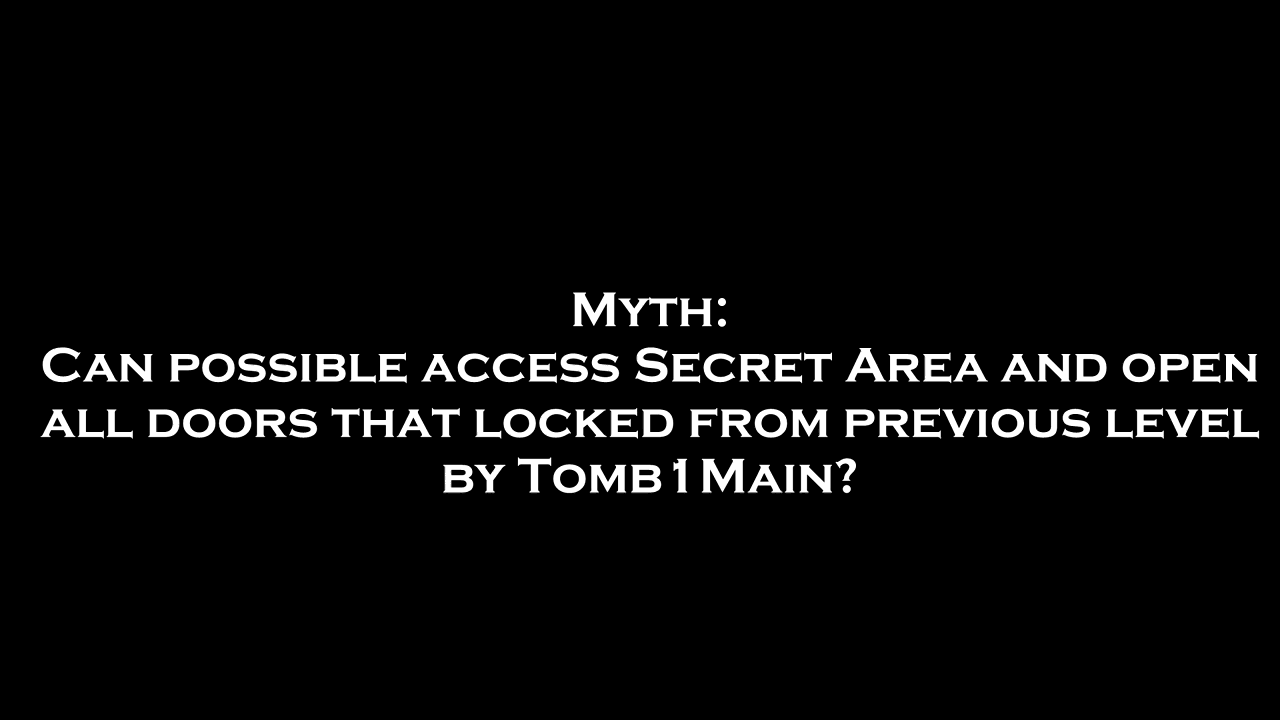 Myth:
Can possible access Secret Area and open
all doors that locked from previous level
by Tomb1Main?